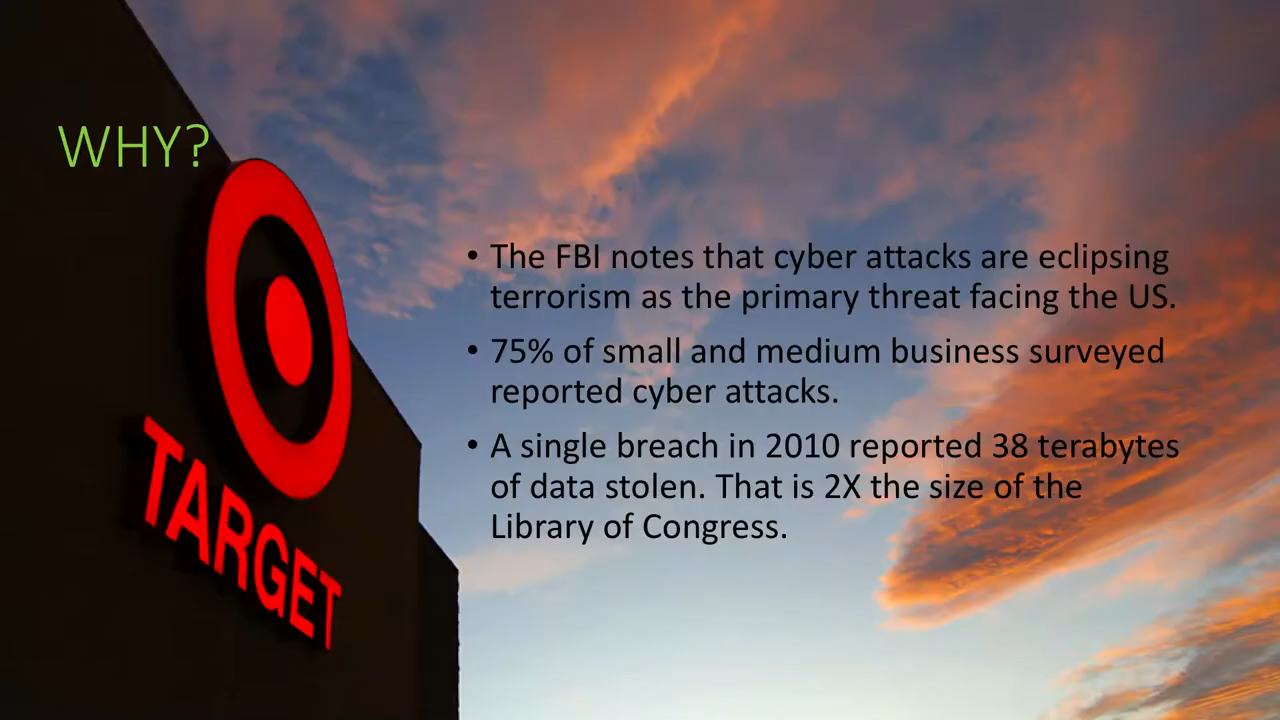 WHY?
• The FBI notes that cyber attacks are eclipsing
terrorism as the primary threat facing the US.
• 75% of small and medium business surveyed
reported cyber attacks.
• A single breach in 2010 reported 38 terabytes
of data stolen. That is 2X the size of the
Library of Congress.
TARGET